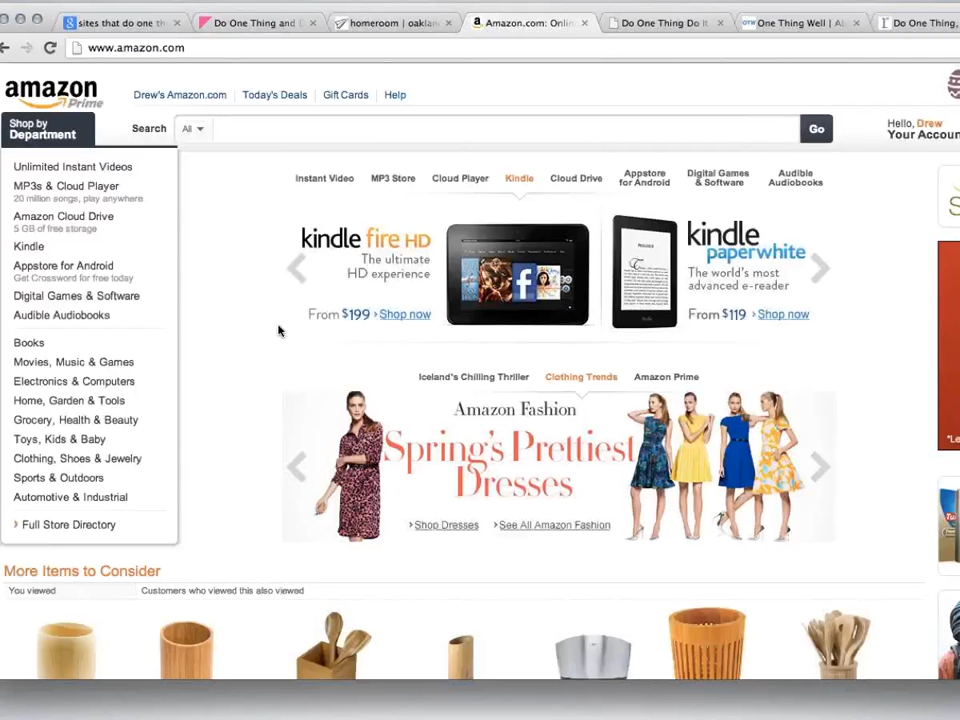 sites that do one th
Do One Thing and
homeroom | oakla
Amazon.com: Onlin
Do One Thing Do It
One Thing Well | A
Do One Thing,
www.amazon.com
amazon
Prime
Drew's Amazon.com
Today's Deals
Gift Cards
Help
Shop by
Department
Search
All
Go
Hello, Drew
Your Accoun
Unlimited Instant Videos
MP3s & Cloud Player
20 million songs, play anywhere
Amazon Cloud Drive
5 GB of free storage
Kindle
Appstore for Android
Get Crossword for free today
Digital Games & Software
Audible Audiobooks
Books
Movies, Music & Games
Electronics & Computers
Home, Garden & Tools
Grocery, Health & Beauty
Toys, Kids & Baby
Clothing, Shoes & Jewelry
Sports & Outdoors
Automotive & Industrial
Full Store Directory
Instant Video
MP3 Store
Cloud Player
Kindle
Cloud Drive
Appstore
for Android
Digital Games
& Software
Audible
Audiobooks
kindle fire HD
The ultimate
HD experience
From $199 › Shop now
kindle
paperwhite
The world's most
advanced e-reader
From $119 › Shop now
Iceland's Chilling Thriller
Clothing Trends
Amazon Prime
Amazon Fashion
Spring's Prettiest
Dresses
› Shop Dresses
› See All Amazon Fashion
More Items to Consider
You viewed
Customers who viewed this also viewed
*Le